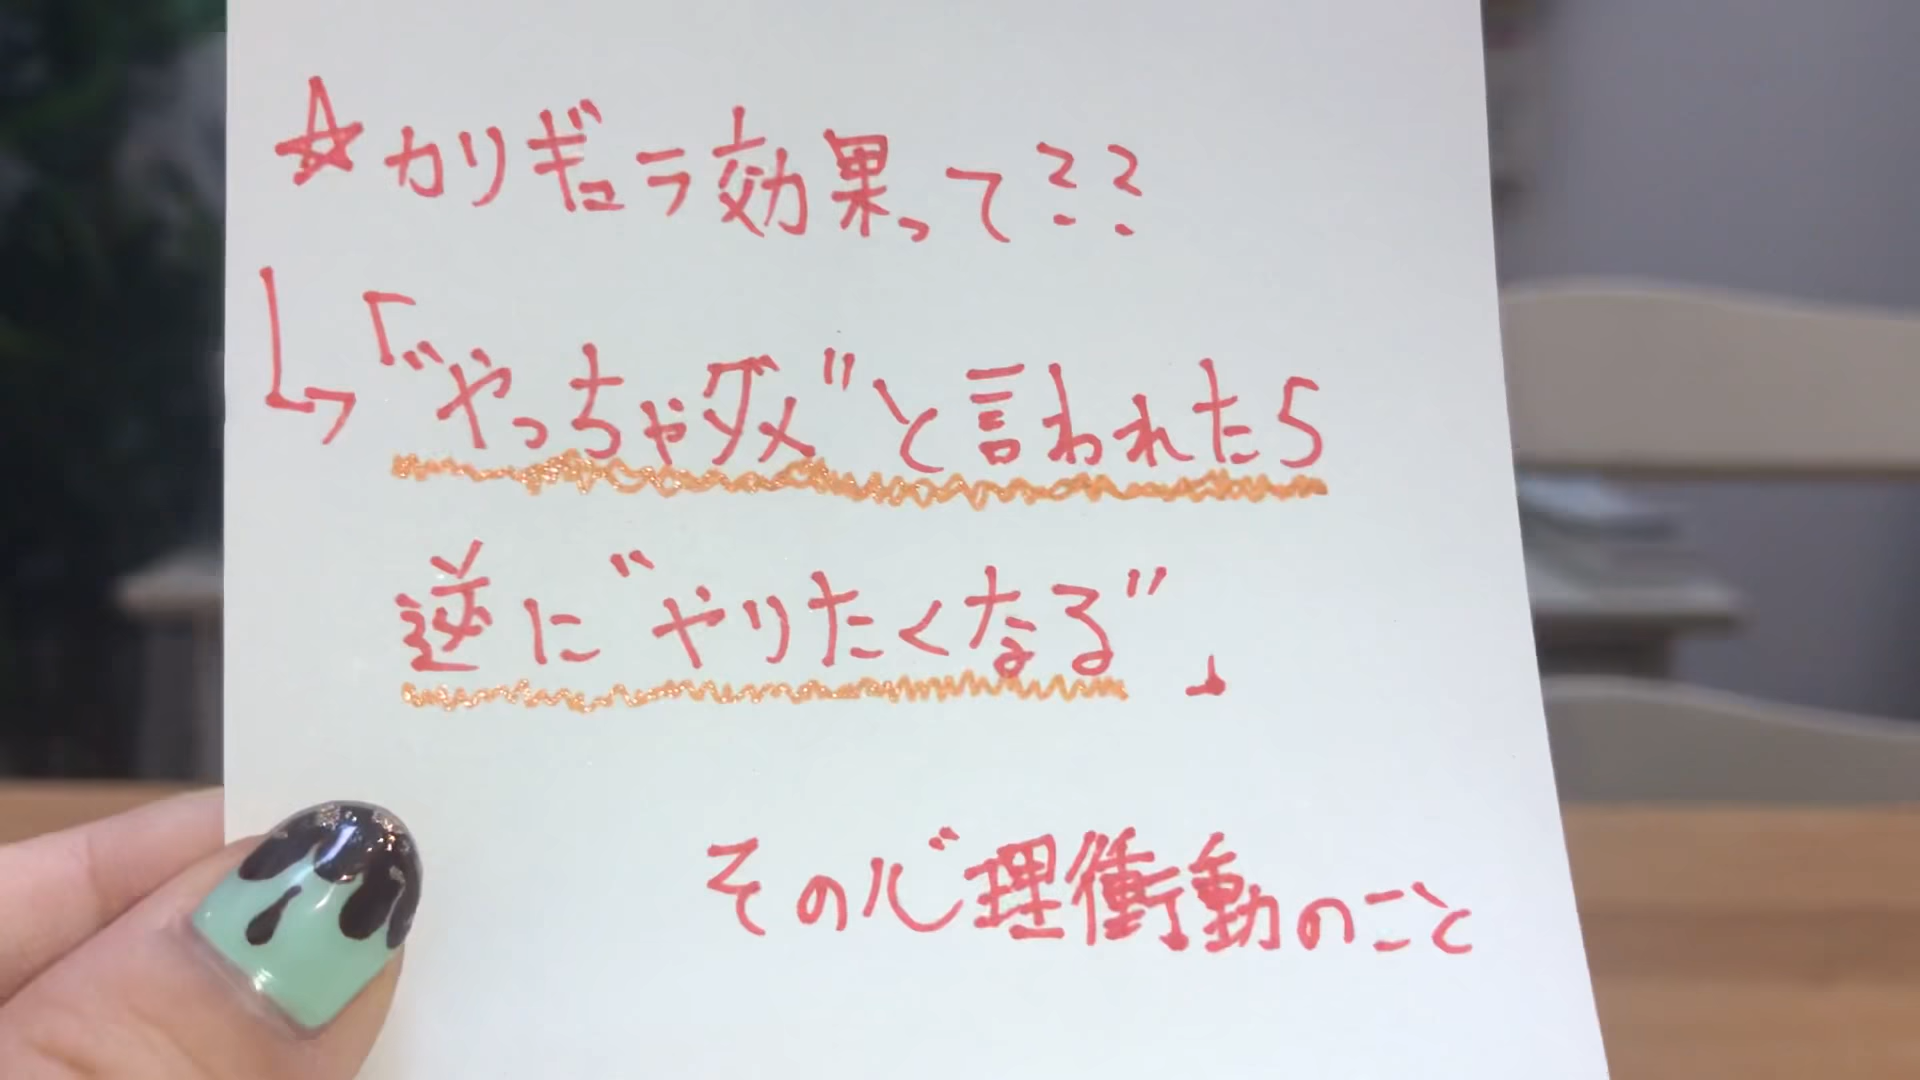 ☆カリギュラ効果って??
↳「"やっちゃダメ"と言われたら
逆に"やりたくなる"」
その心理衝動のこと